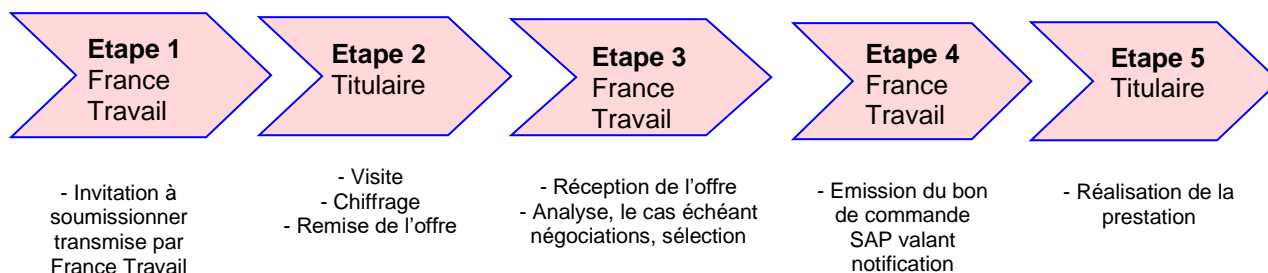 Etape 1
France
Travail
Etape 2
Titulaire
Etape 3
France
Travail
Etape 4
France
Travail
Etape 5
Titulaire
- Invitation à
soumissionner
transmise par
France Travail
- Visite
- Chiffrage
- Remise de l’offre
- Réception de l’offre
- Analyse, le cas échéant
négociations, sélection
- Emission du bon
de commande
SAP valant
notification
- Réalisation de la
prestation